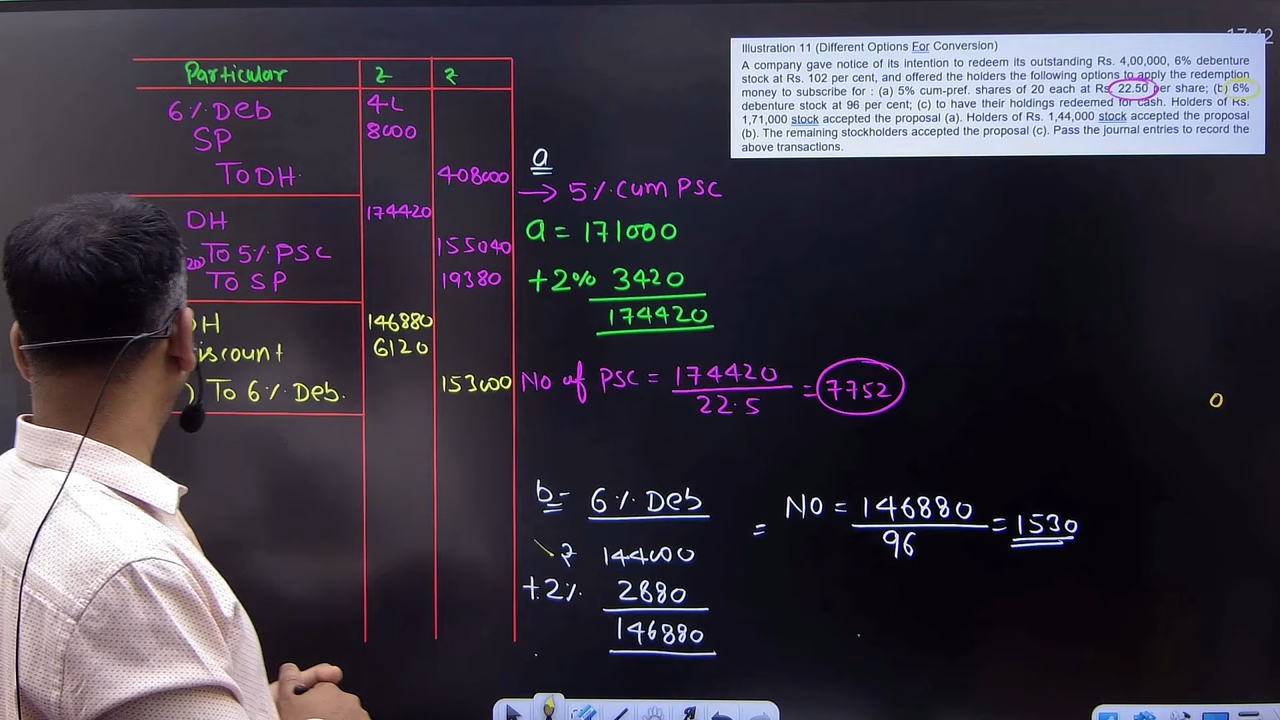 17:42
Illustration 11 (Different Options For Conversion)
A company gave notice of its intention to redeem its outstanding Rs. 4,00,000, 6% debenture
stock at Rs. 102 per cent, and offered the holders the following options to apply the redemption
money to subscribe for : (a) 5% cum-pref. shares of 20 each at Rs. 22.50 per share; (b) 6%
debenture stock at 96 per cent; (c) to have their holdings redeemed for cash. Holders of Rs.
1,71,000 stock accepted the proposal (a). Holders of Rs. 1,44,000 stock accepted the proposal
(b). The remaining stockholders accepted the proposal (c). Pass the journal entries to record the
above transactions.
Particular ₹ ₹
6% Deb 4L
SP 8000
To DH 408000
DH 174420
20) To 5% PSC 155040
To SP 19380
DH 146880
iscount 6120
) To 6% Deb. 153000
a
→ 5% Cum PSC
a = 171000
+2% 3420
174420
No of PSC = 174420 / 22.5 = 7752
b- 6% Deb
₹ 144000
+2% 2880
146880
= NO = 146880 / 96 = 1530